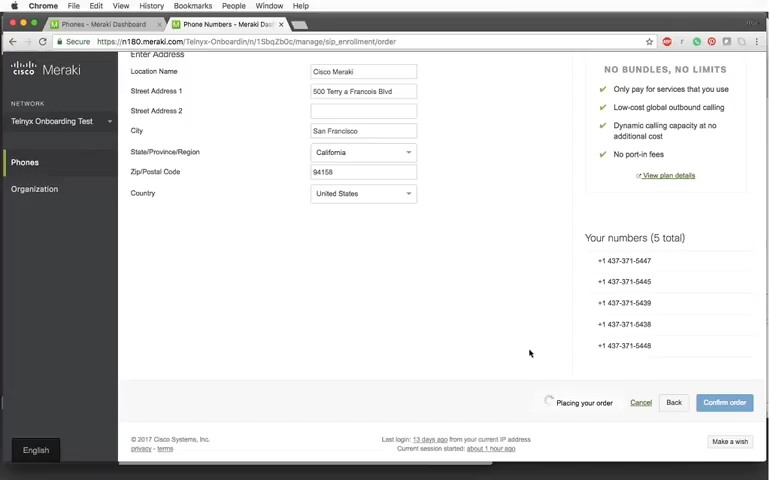 Chrome File Edit View History Bookmarks People Window Help
Phones - Meraki Dashboard
Phone Numbers - Meraki Dash
Secure https://n180.meraki.com/Telnyx-Onboardin/n/1SbqZb0c/manage/sip_enrollment/order
cisco Meraki
NETWORK
Telnyx Onboarding Test
Phones
Organization
English
Enter Address
Location Name Cisco Meraki
Street Address 1 500 Terry a Francois Blvd
Street Address 2
City San Francisco
State/Province/Region California
Zip/Postal Code 94158
Country United States
NO BUNDLES, NO LIMITS
Only pay for services that you use
Low-cost global outbound calling
Dynamic calling capacity at no
additional cost
No port-in fees
View plan details
Your numbers (5 total)
+1 437-371-5447
+1 437-371-5445
+1 437-371-5439
+1 437-371-5438
+1 437-371-5448
Placing your order Cancel Back Confirm order
© 2017 Cisco Systems, Inc.
privacy - terms
Last login: 13 days ago from your current IP address
Current session started: about 1 hour ago
Make a wish